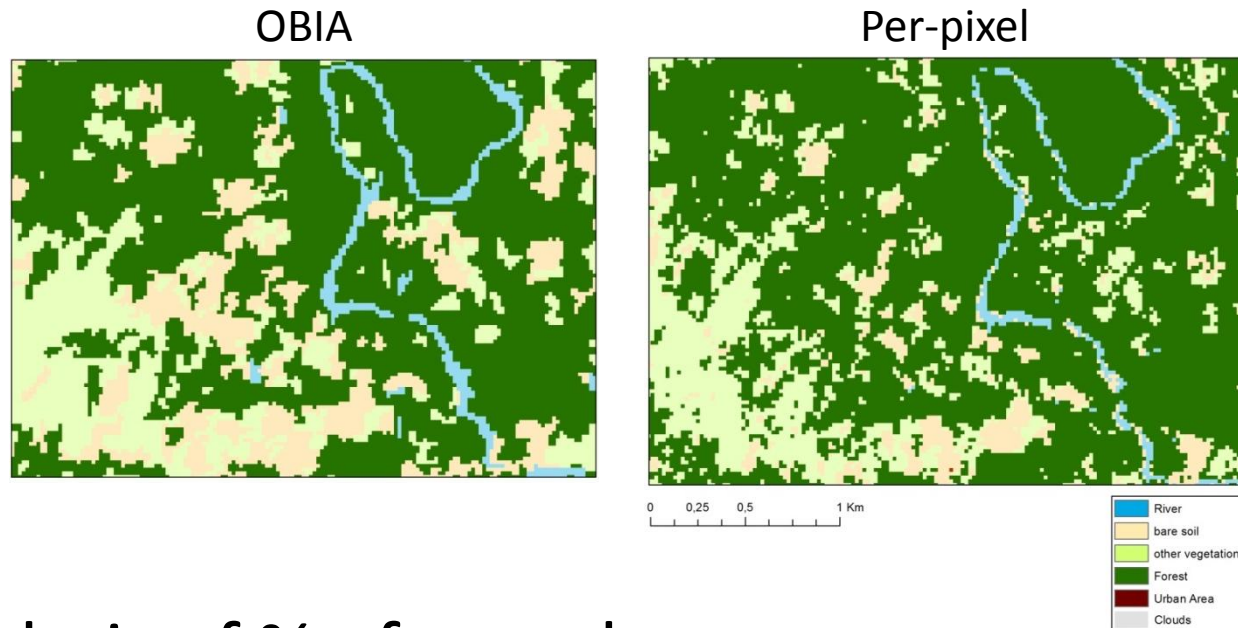 OBIA
Per-pixel
0 0,25 0,5 1 Km
River
bare soil
other vegetation
Forest
Urban Area
Clouds